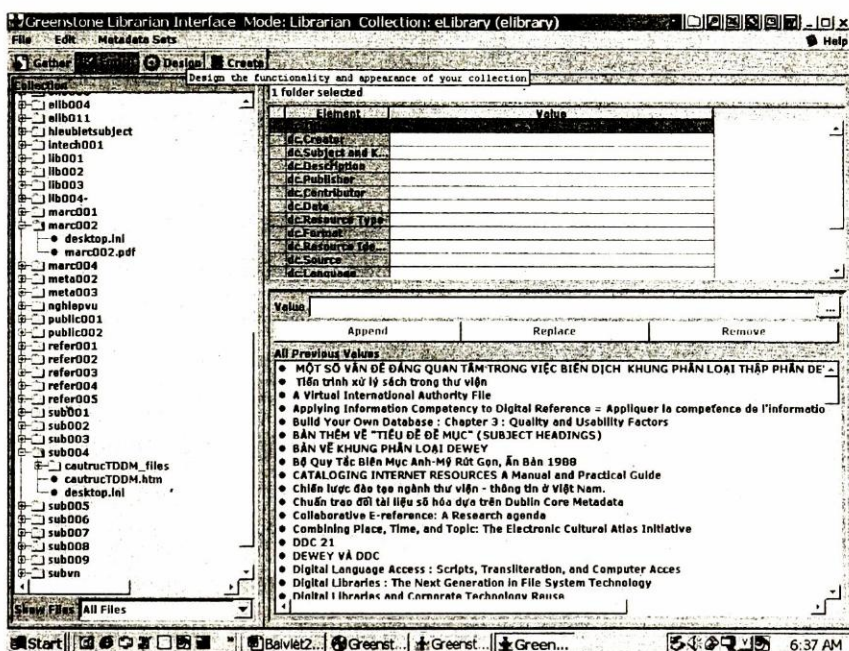 Greenstone Librarian Interface Mode: Librarian Collection: eLibrary (elibrary)
File Edit Metadata Sets
Help
Gather Design Create
Design the functionality and appearance of your collection
Collection
elib004
elib011
hieubietsubject
intech001
lib001
lib002
lib003
lib004-
marc001
marc002
desktop.ini
marc002.pdf
marc004
meta002
meta003
nghiepvu
public001
public002
refer001
refer002
refer003
refer004
refer005
sub001
sub002
sub003
sub004
cautrucTDDM_files
cautrucTDDM.htm
desktop.ini
sub005
sub006
sub007
sub008
sub009
subvn
Show Files All Files
1 folder selected
Element Value
dc.Creator
dc.Subject and K...
dc.Description
dc.Publisher
dc.Contributor
dc.Date
dc.Resource Type
dc.Format
dc.Resource Ide...
dc.Source
dc.Language
Value
...
Append Replace Remove
All Previous Values
MỘT SỐ VẤN ĐỀ ĐÁNG QUAN TÂM TRONG VIỆC BIÊN DỊCH KHUNG PHÂN LOẠI THẬP PHÂN DE
Tiến trình xử lý sách trong thư viện
A Virtual International Authority File
Applying Information Competency to Digital Reference = Appliquer la competence de l'informatio
Build Your Own Database : Chapter 3 : Quality and Usability Factors
BÀN THÊM VỀ "TIÊU ĐỀ ĐỀ MỤC" (SUBJECT HEADINGS)
BÀN VỀ KHUNG PHÂN LOẠI DEWEY
Bộ Quy Tắc Biên Mục Anh-Mỹ Rút Gọn, Ấn Bản 1988
CATALOGING INTERNET RESOURCES A Manual and Practical Guide
Chiến lược đào tạo ngành thư viện - thông tin ở Việt Nam.
Chuẩn trao đổi tài liệu số hóa dựa trên Dublin Core Metadata
Collaborative E-reference: A Research agenda
Combining Place, Time, and Topic: The Electronic Cultural Atlas Initiative
DDC 21
DEWEY VÀ DDC
Digital Language Access : Scripts, Transliteration, and Computer Acces
Digital Libraries : The Next Generation in File System Technology
Digital Libraries and Corporate Technology Reuse
Start Baiviet2... Greenst... Greenst... Green... 6:37 AM